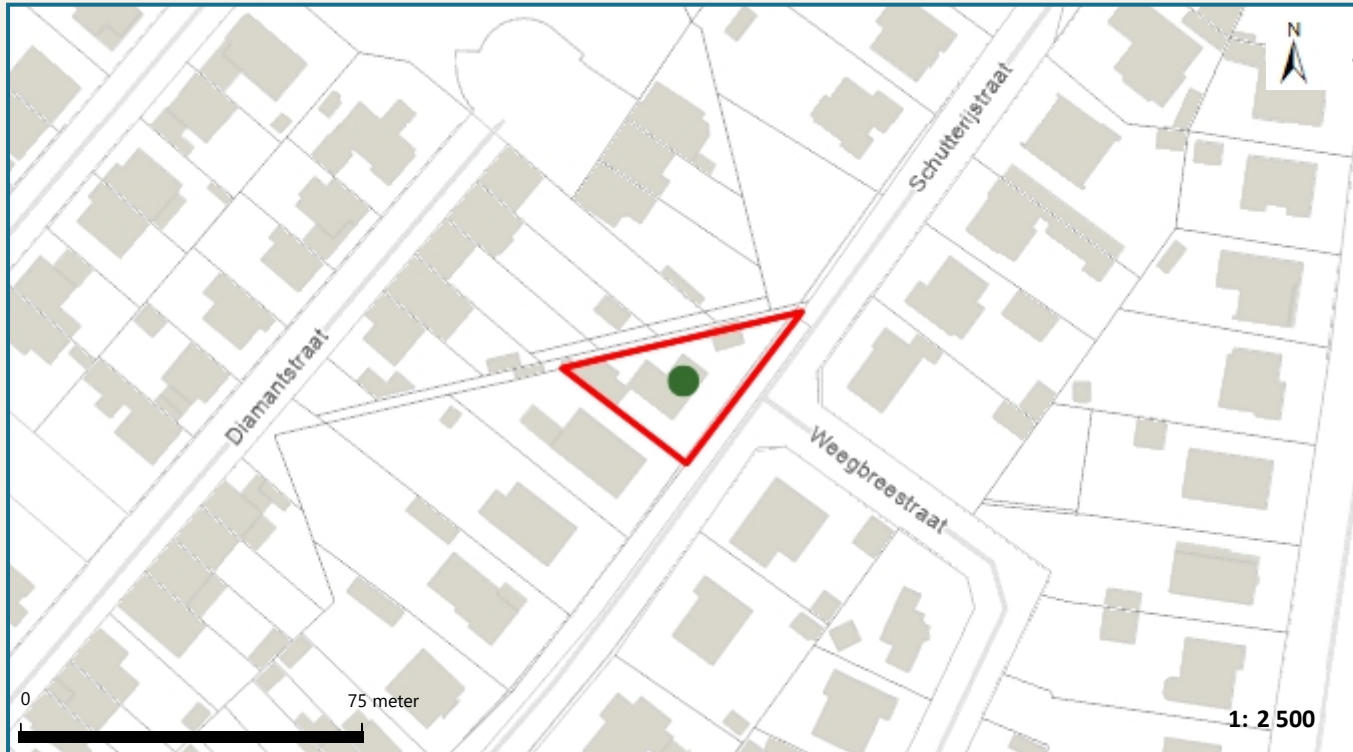 N
Schutterijstraat
Diamantstraat
Weegbreestraat
0
75 meter
1: 2 500